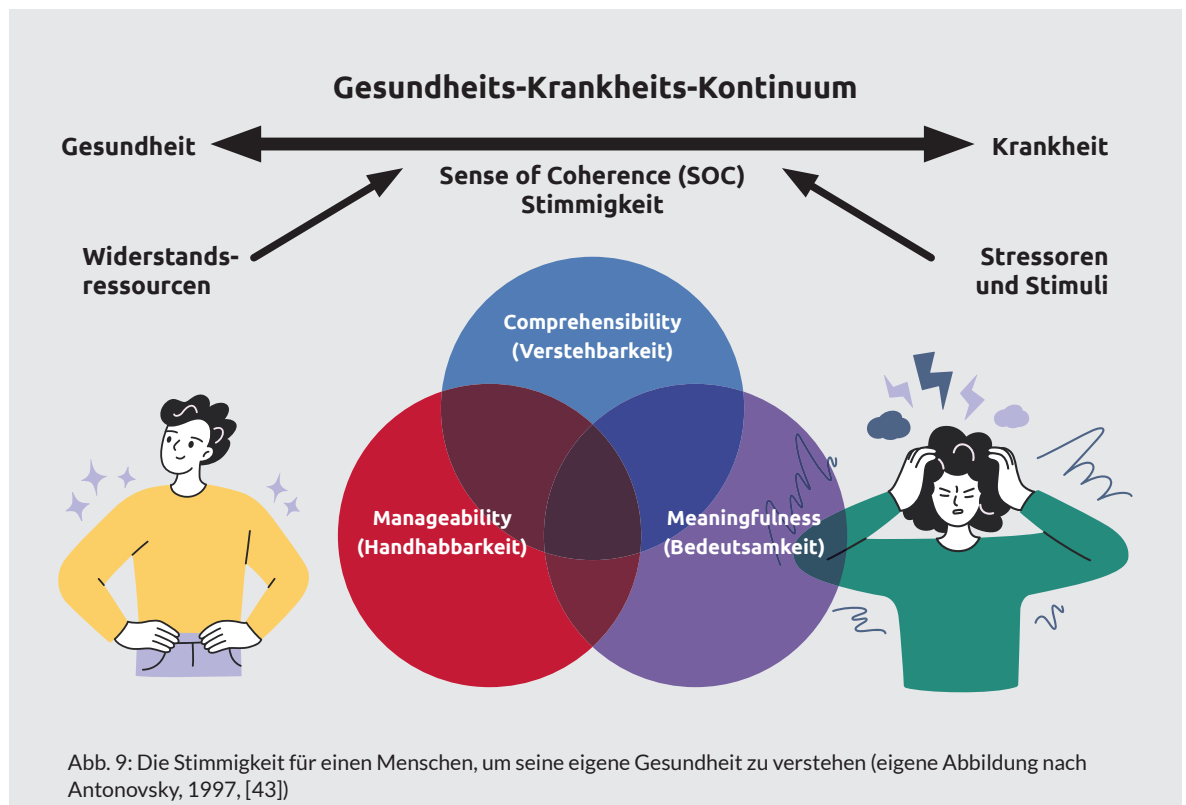 Gesundheits-Krankheits-Kontinuum
Gesundheit
Krankheit
Sense of Coherence (SOC)
Stimmigkeit
Widerstands-
ressourcen
Stressoren
und Stimuli
Comprehensibility
(Verstehbarkeit)
Manageability
(Handhabbarkeit)
Meaningfulness
(Bedeutsamkeit)
Abb. 9: Die Stimmigkeit für einen Menschen, um seine eigene Gesundheit zu verstehen (eigene Abbildung nach
Antonovsky, 1997, [43])